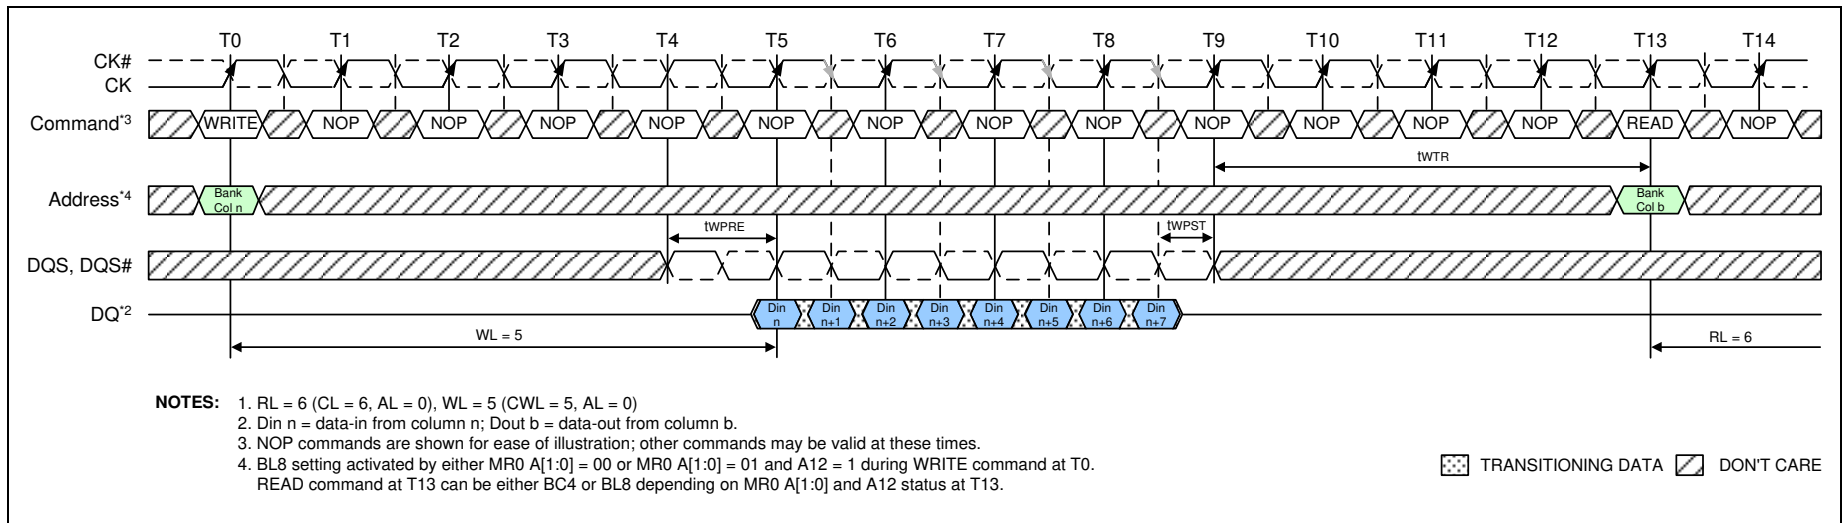 T0 T1 T2 T3 T4 T5 T6 T7 T8 T9 T10 T11 T12 T13 T14
CK#
CK
Command*3 WRITE NOP NOP NOP NOP NOP NOP NOP NOP NOP NOP NOP NOP READ NOP
tWTR
Address*4 Bank Col n Bank Col b
tWPRE tWPST
DQS, DQS#
DQ*2 Din n Din n+1 Din n+2 Din n+3 Din n+4 Din n+5 Din n+6 Din n+7
WL = 5 RL = 6
NOTES: 1. RL = 6 (CL = 6, AL = 0), WL = 5 (CWL = 5, AL = 0)
2. Din n = data-in from column n; Dout b = data-out from column b.
3. NOP commands are shown for ease of illustration; other commands may be valid at these times.
4. BL8 setting activated by either MR0 A[1:0] = 00 or MR0 A[1:0] = 01 and A12 = 1 during WRITE command at T0.
READ command at T13 can be either BC4 or BL8 depending on MR0 A[1:0] and A12 status at T13.
TRANSITIONING DATA DON'T CARE